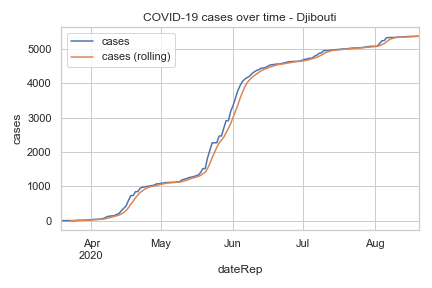 COVID-19 cases over time - Djibouti
cases
cases (rolling)
5000
4000
3000
2000
1000
0
cases
Apr
2020
May
Jun
Jul
Aug
dateRep